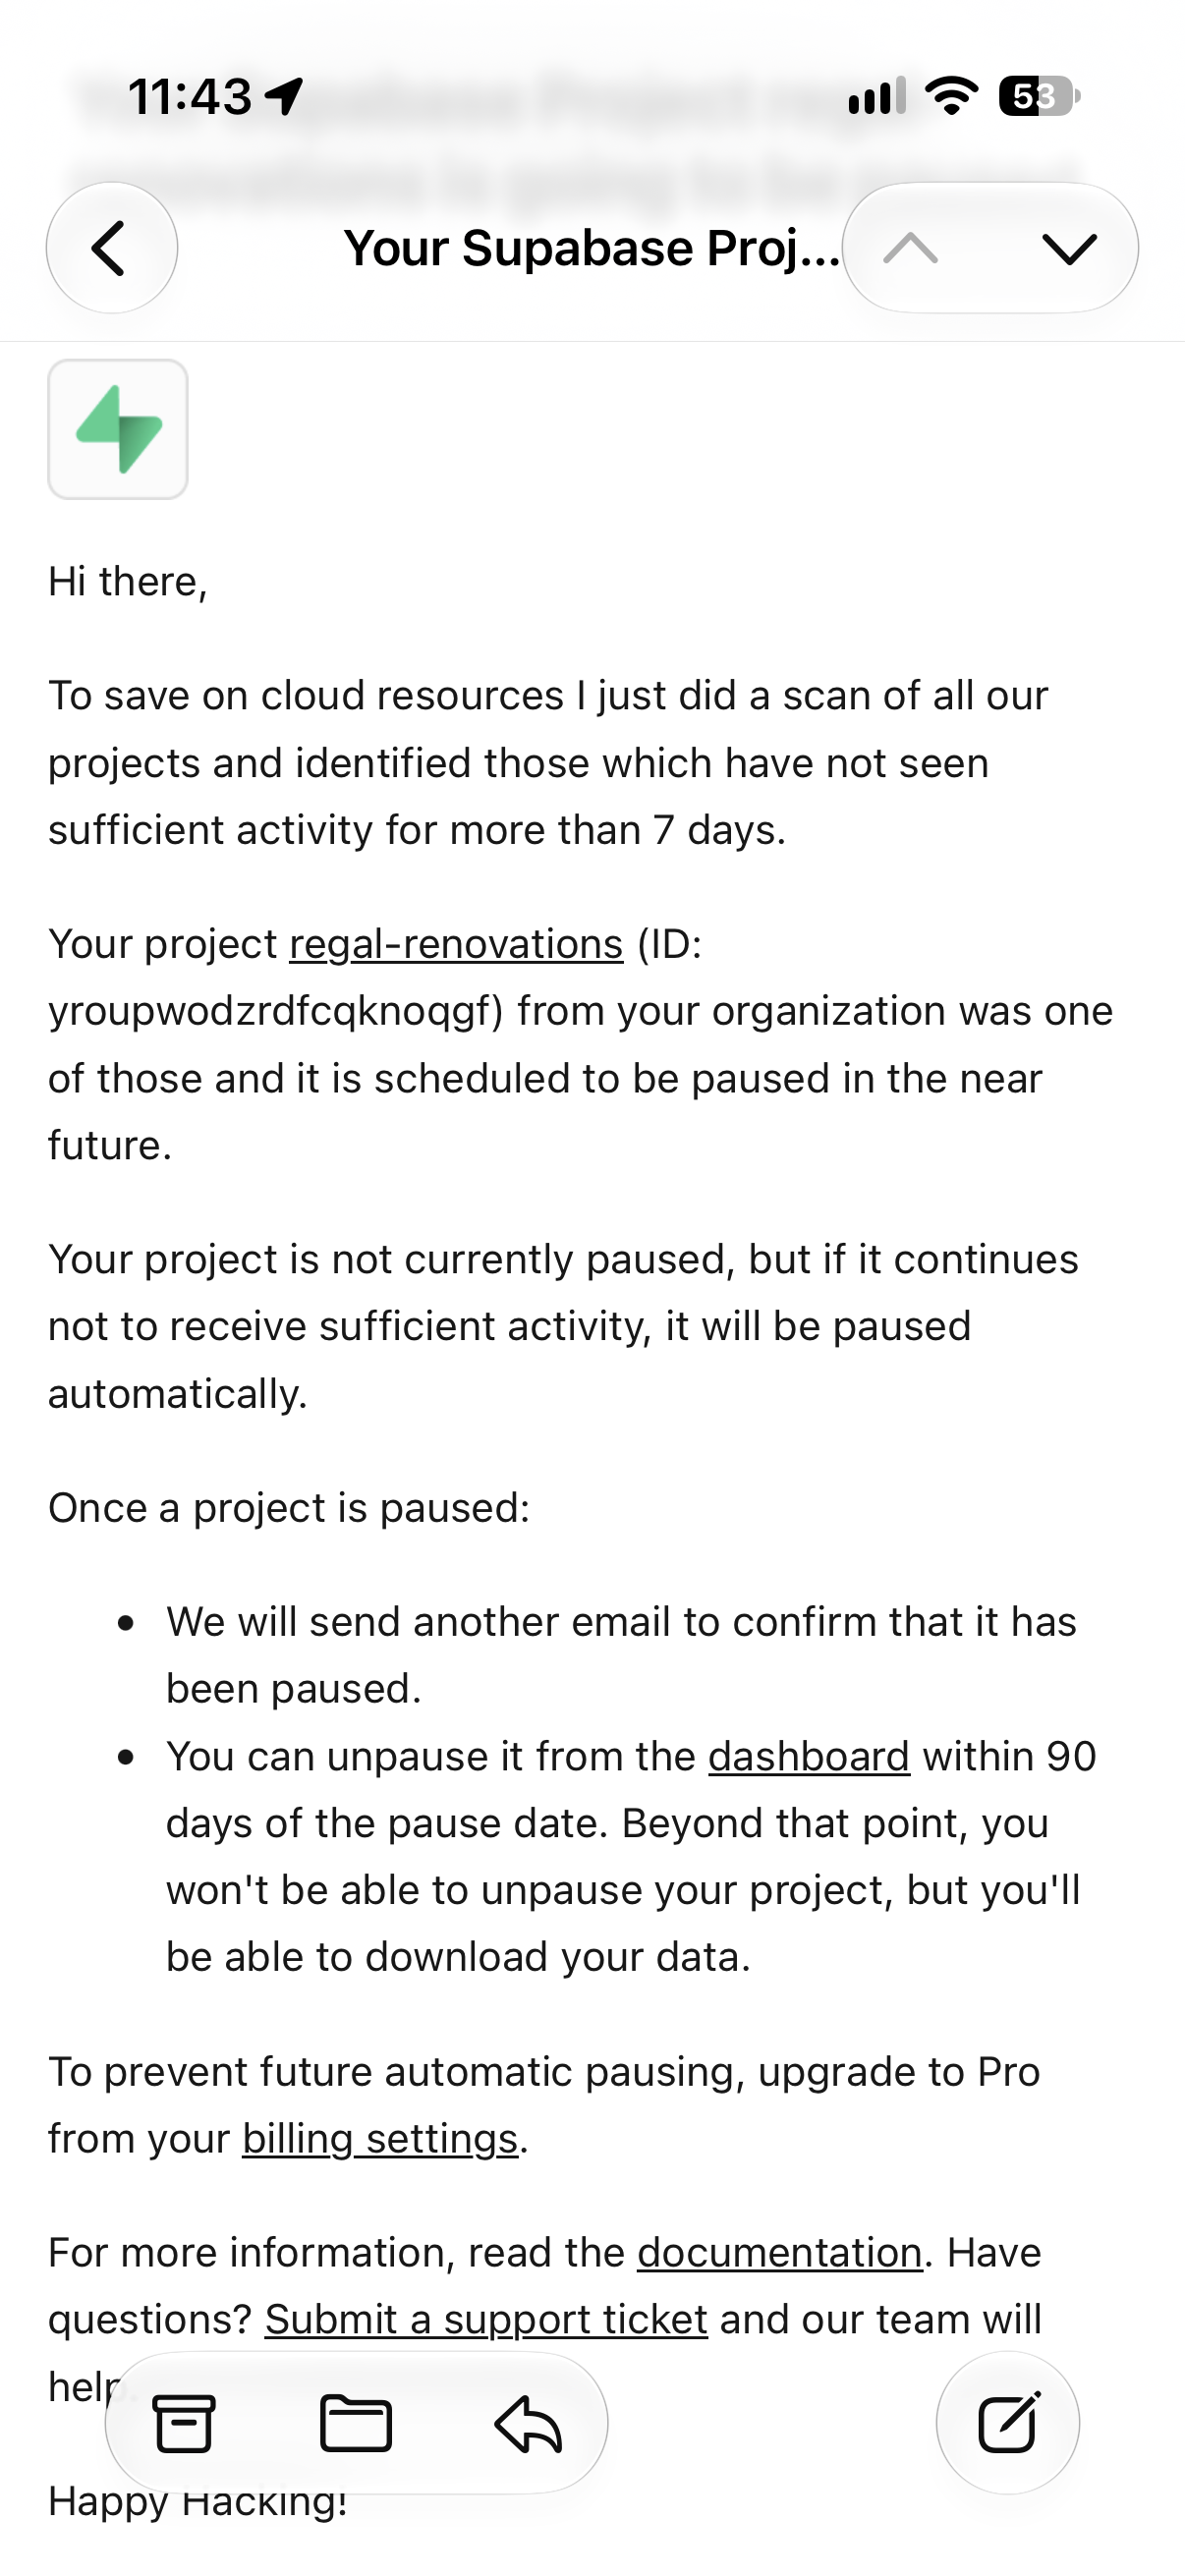 11:43
53
Your Supabase Proj...
Hi there,
To save on cloud resources I just did a scan of all our
projects and identified those which have not seen
sufficient activity for more than 7 days.
Your project regal-renovations (ID:
yroupwodzrdfcqknoqgf) from your organization was one
of those and it is scheduled to be paused in the near
future.
Your project is not currently paused, but if it continues
not to receive sufficient activity, it will be paused
automatically.
Once a project is paused:
• We will send another email to confirm that it has
been paused.
• You can unpause it from the dashboard within 90
days of the pause date. Beyond that point, you
won't be able to unpause your project, but you'll
be able to download your data.
To prevent future automatic pausing, upgrade to Pro
from your billing settings.
For more information, read the documentation. Have
questions? Submit a support ticket and our team will
help.
Happy Hacking!